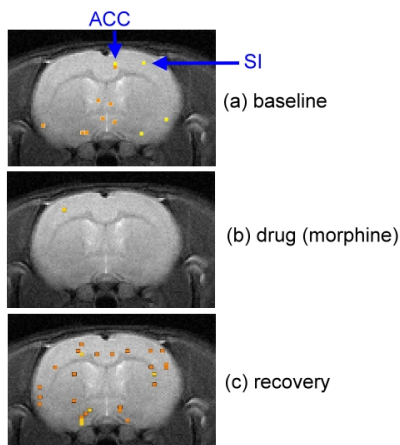 ACC
SI
(a) baseline
(b) drug (morphine)
(c) recovery